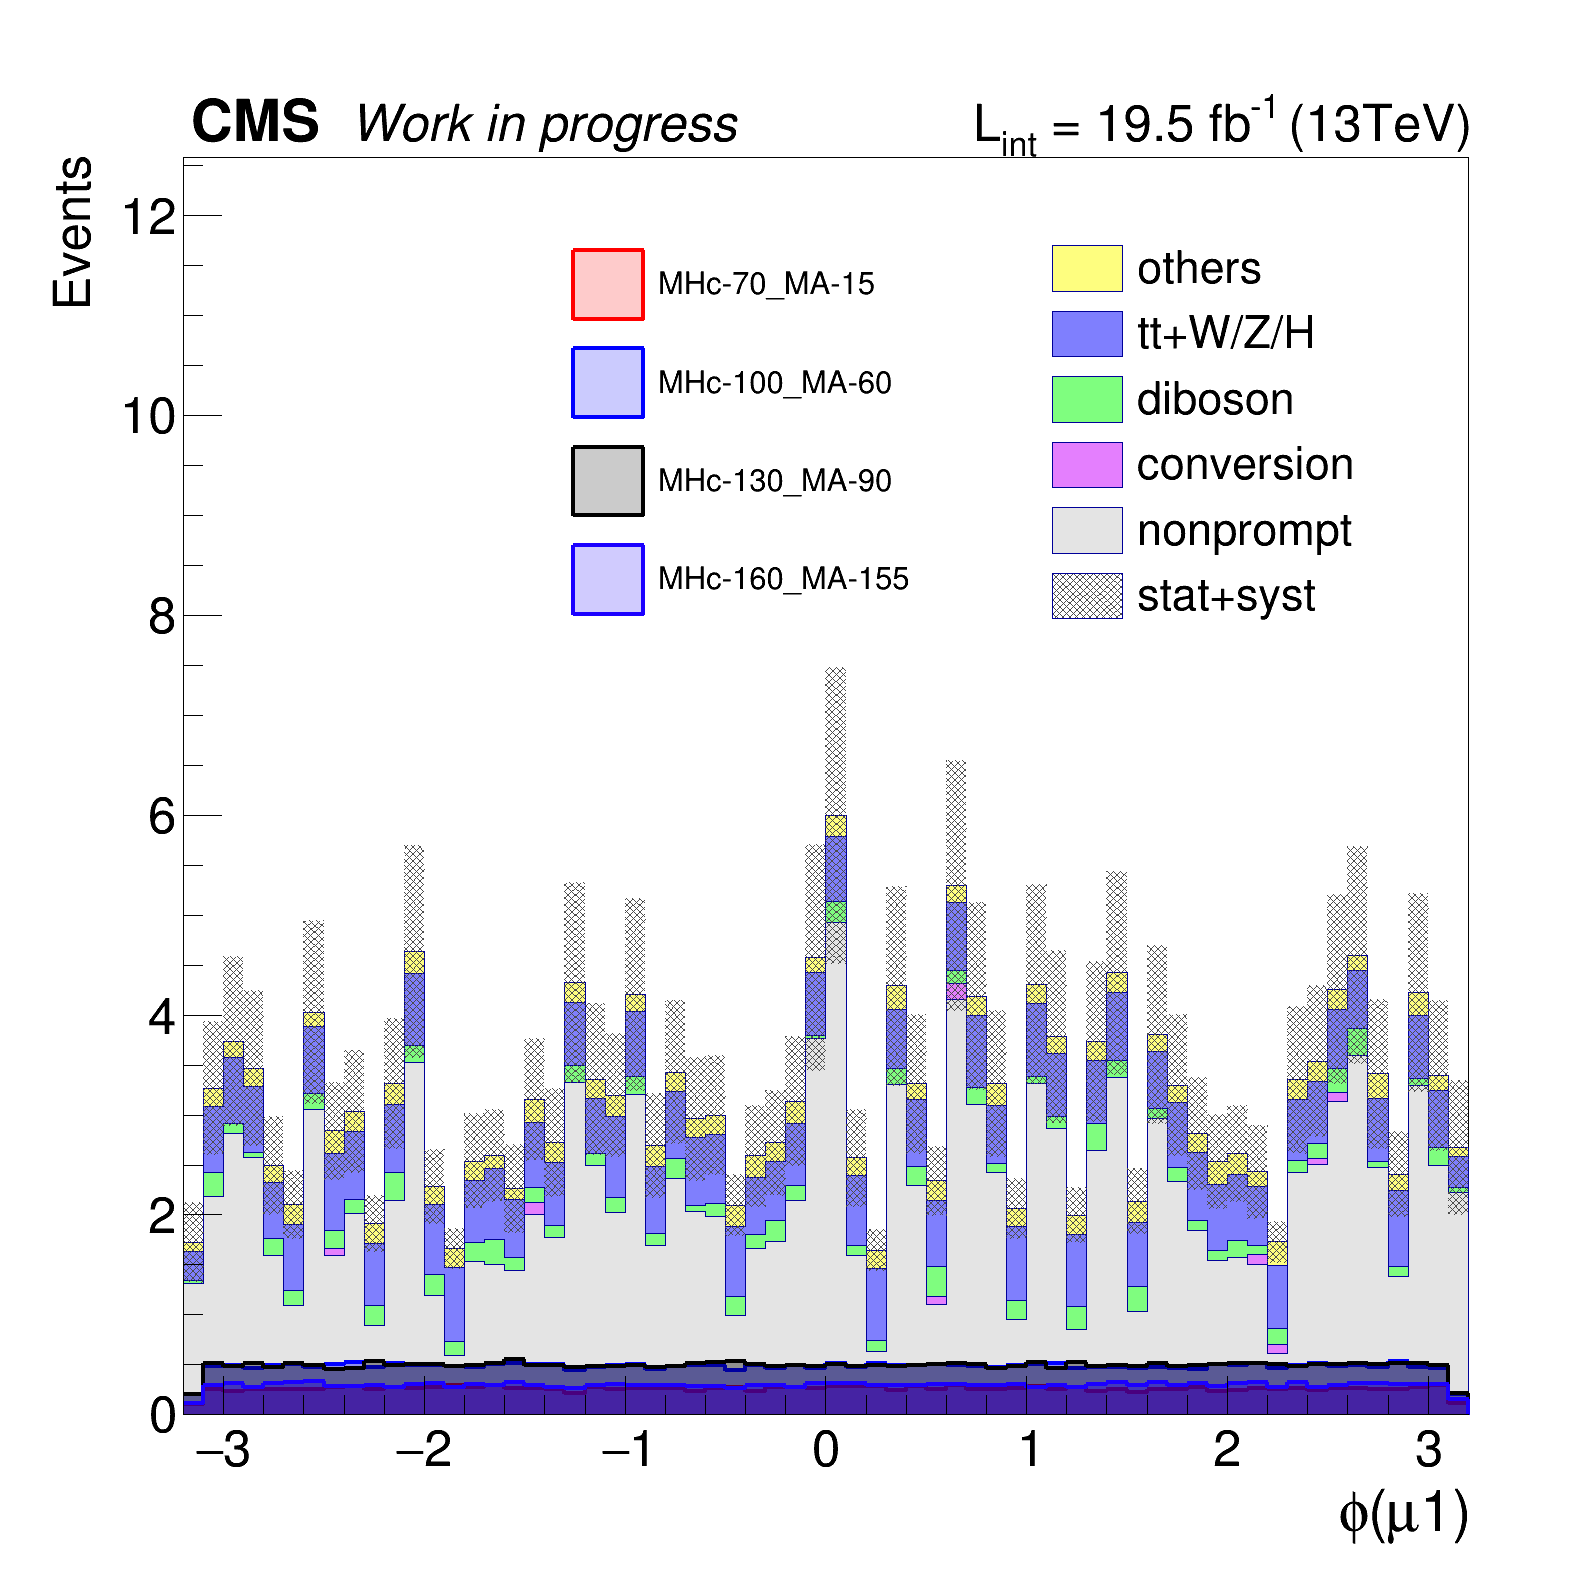 CMS Work in progress L_int = 19.5 fb^-1 (13TeV)
Events
12
10
8
6
4
2
0
MHc-70_MA-15
MHc-100_MA-60
MHc-130_MA-90
MHc-160_MA-155
others
tt+W/Z/H
diboson
conversion
nonprompt
stat+syst
−3 −2 −1 0 1 2 3
ϕ(μ1)